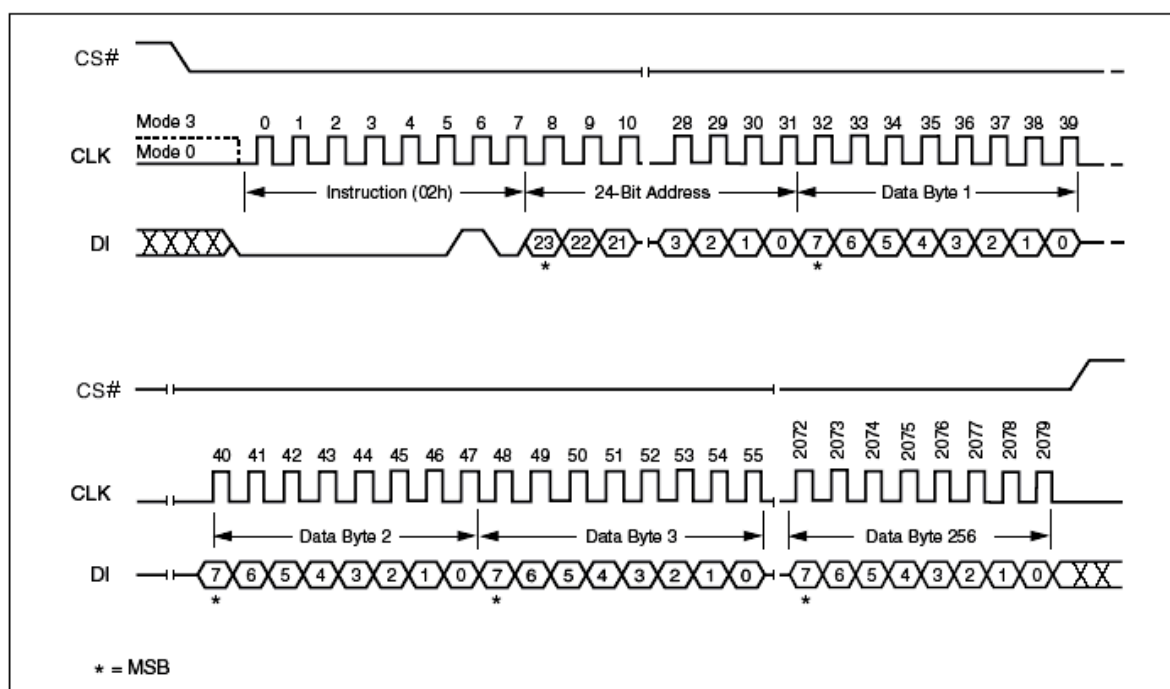 CS#
Mode 3
0 1 2 3 4 5 6 7 8 9 10 28 29 30 31 32 33 34 35 36 37 38 39
CLK
Mode 0
Instruction (02h) 24-Bit Address Data Byte 1
DI 23 22 21 3 2 1 0 7 6 5 4 3 2 1 0
* *
CS#
40 41 42 43 44 45 46 47 48 49 50 51 52 53 54 55 2072 2073 2074 2075 2076 2077 2078 2079
CLK
Data Byte 2 Data Byte 3 Data Byte 256
DI 7 6 5 4 3 2 1 0 7 6 5 4 3 2 1 0 7 6 5 4 3 2 1 0
* * *
* = MSB